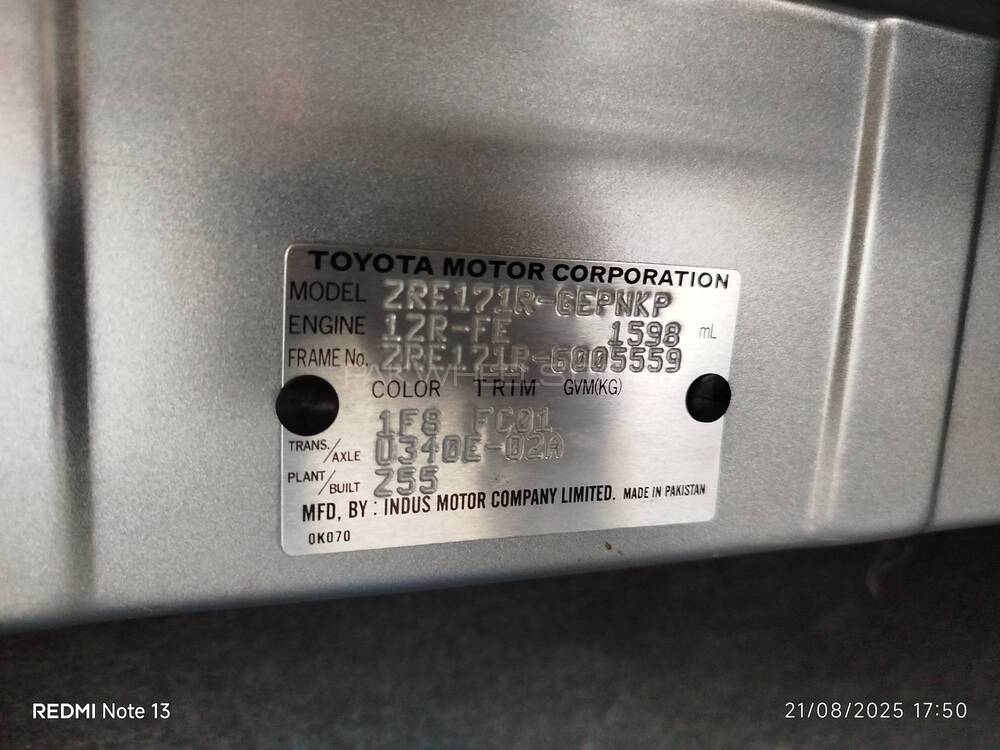 TOYOTA MOTOR CORPORATION
MODEL ZRE171R-GEPNKP
ENGINE 1ZR-FE 1598 mL
FRAME No. ZRE171R-6005559
COLOR TRIM GVM(KG)
1F8 FC01
TRANS./AXLE U340E-02A
PLANT/BUILT Z55
MFD, BY : INDUS MOTOR COMPANY LIMITED. MADE IN PAKISTAN
0K070
REDMI Note 13
21/08/2025 17:50